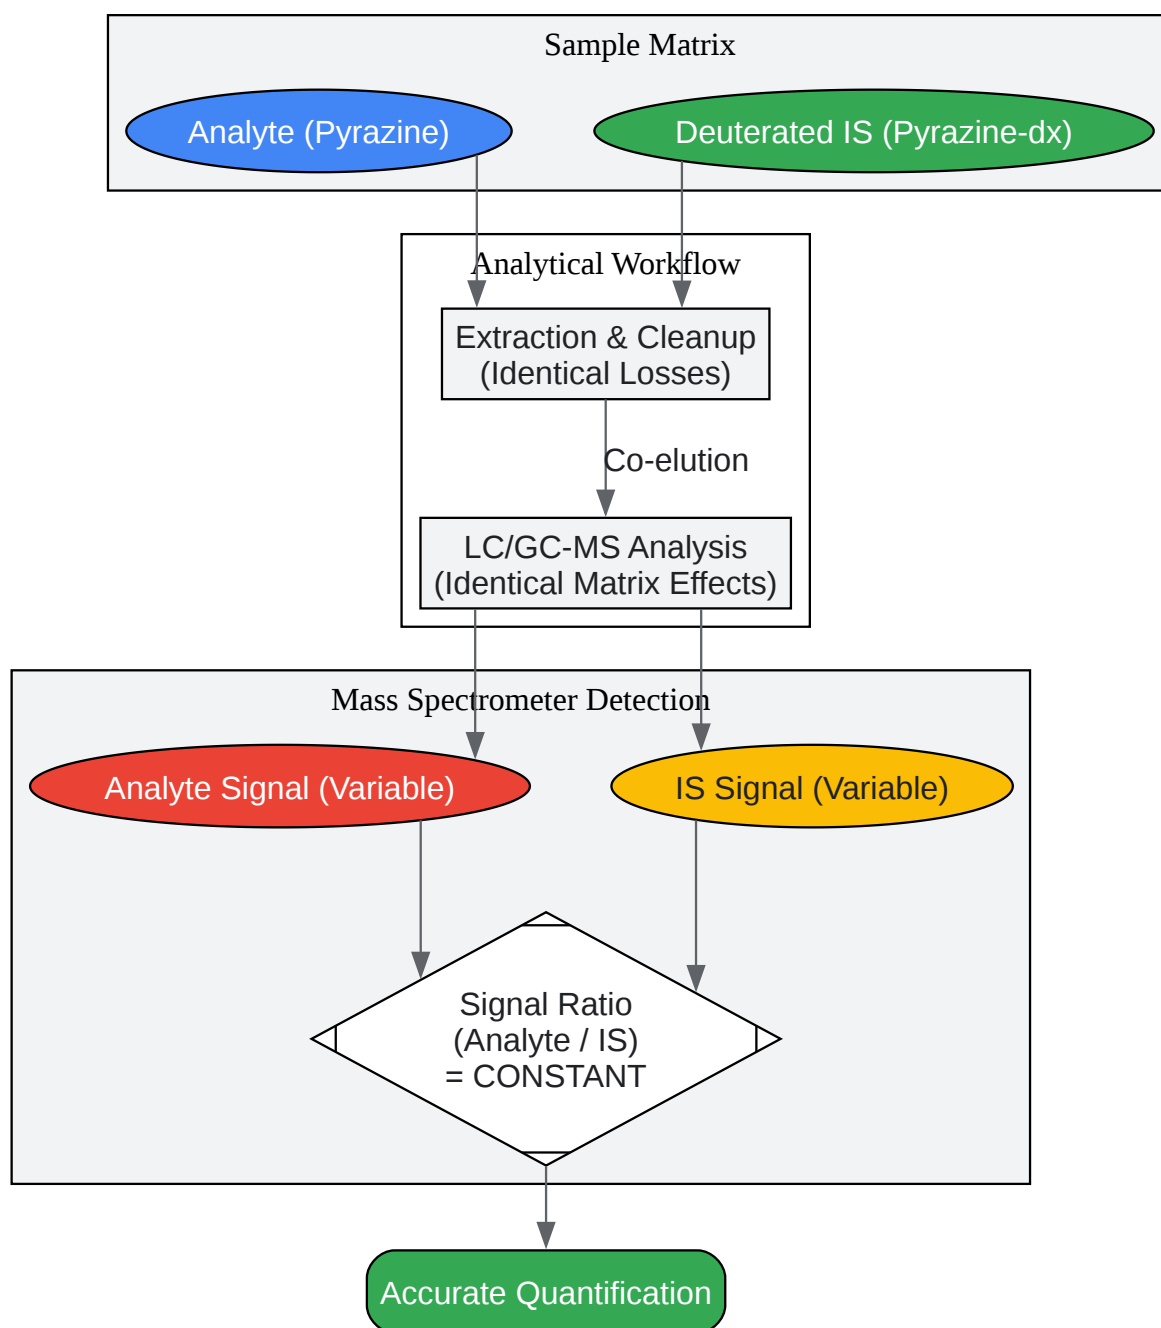 Sample Matrix
Analyte (Pyrazine)
Deuterated IS (Pyrazine-dx)
Analytical Workflow
Extraction & Cleanup
(Identical Losses)
Co-elution
LC/GC-MS Analysis
(Identical Matrix Effects)
Mass Spectrometer Detection
Analyte Signal (Variable)
IS Signal (Variable)
Signal Ratio
(Analyte / IS)
= CONSTANT
Accurate Quantification